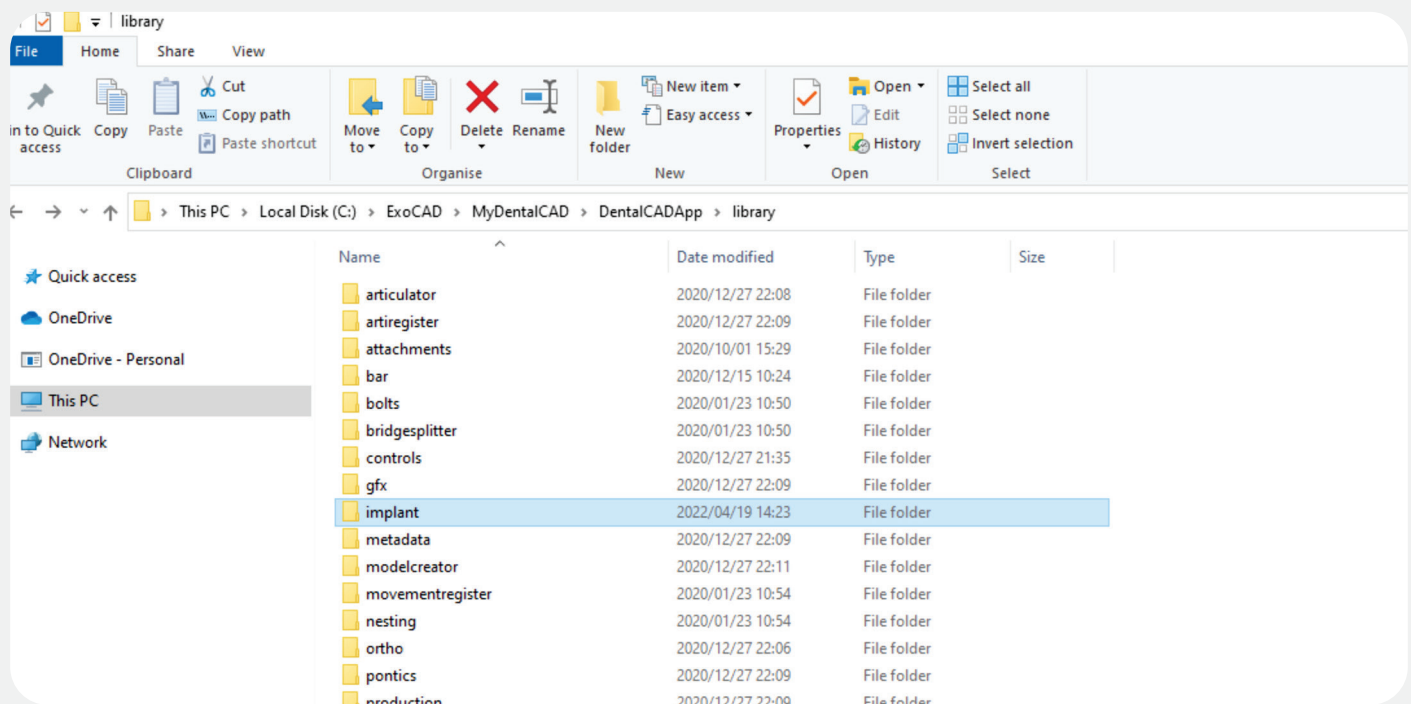 library
File Home Share View
in to Quick access
Copy
Paste
Cut
Copy path
Paste shortcut
Clipboard
Move to
Copy to
Delete
Rename
Organise
New folder
New item
Easy access
New
Properties
Open
Edit
History
Open
Select all
Select none
Invert selection
Select
This PC > Local Disk (C:) > ExoCAD > MyDentalCAD > DentalCADApp > library
Quick access
OneDrive
OneDrive - Personal
This PC
Network
Name Date modified Type Size
articulator 2020/12/27 22:08 File folder
artiregister 2020/12/27 22:09 File folder
attachments 2020/10/01 15:29 File folder
bar 2020/12/15 10:24 File folder
bolts 2020/01/23 10:50 File folder
bridgesplitter 2020/01/23 10:50 File folder
controls 2020/12/27 21:35 File folder
gfx 2020/12/27 22:09 File folder
implant 2022/04/19 14:23 File folder
metadata 2020/12/27 22:09 File folder
modelcreator 2020/12/27 22:11 File folder
movementregister 2020/01/23 10:54 File folder
nesting 2020/01/23 10:54 File folder
ortho 2020/12/27 22:06 File folder
pontics 2020/12/27 22:09 File folder
production 2020/12/27 22:09 File folder